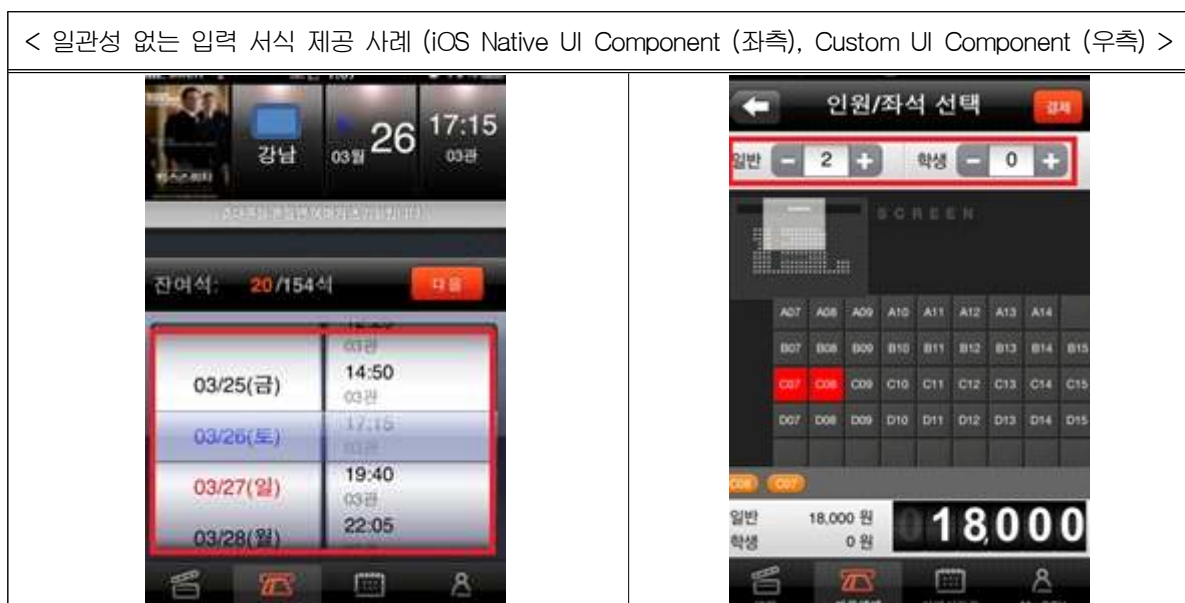 < 일관성 없는 입력 서식 제공 사례 (iOS Native UI Component (좌측), Custom UI Component (우측) >
강남
03월 26
17:15
03관
잔여석: 20/154석
다음
03관
03/25(금)
14:50
03관
03/26(토)
17:15
03관
03/27(일)
19:40
03관
03/28(월)
22:05
인원/좌석 선택
결제
일반 - 2 + 학생 - 0 +
SCREEN
A07 A08 A09 A10 A11 A12 A13 A14
B07 B08 B09 B10 B11 B12 B13 B14 B15
C07 C08 C09 C10 C11 C12 C13 C14 C15
D07 D08 D09 D10 D11 D12 D13 D14 D15
C08 C07
일반 18,000 원
학생 0 원
018,000